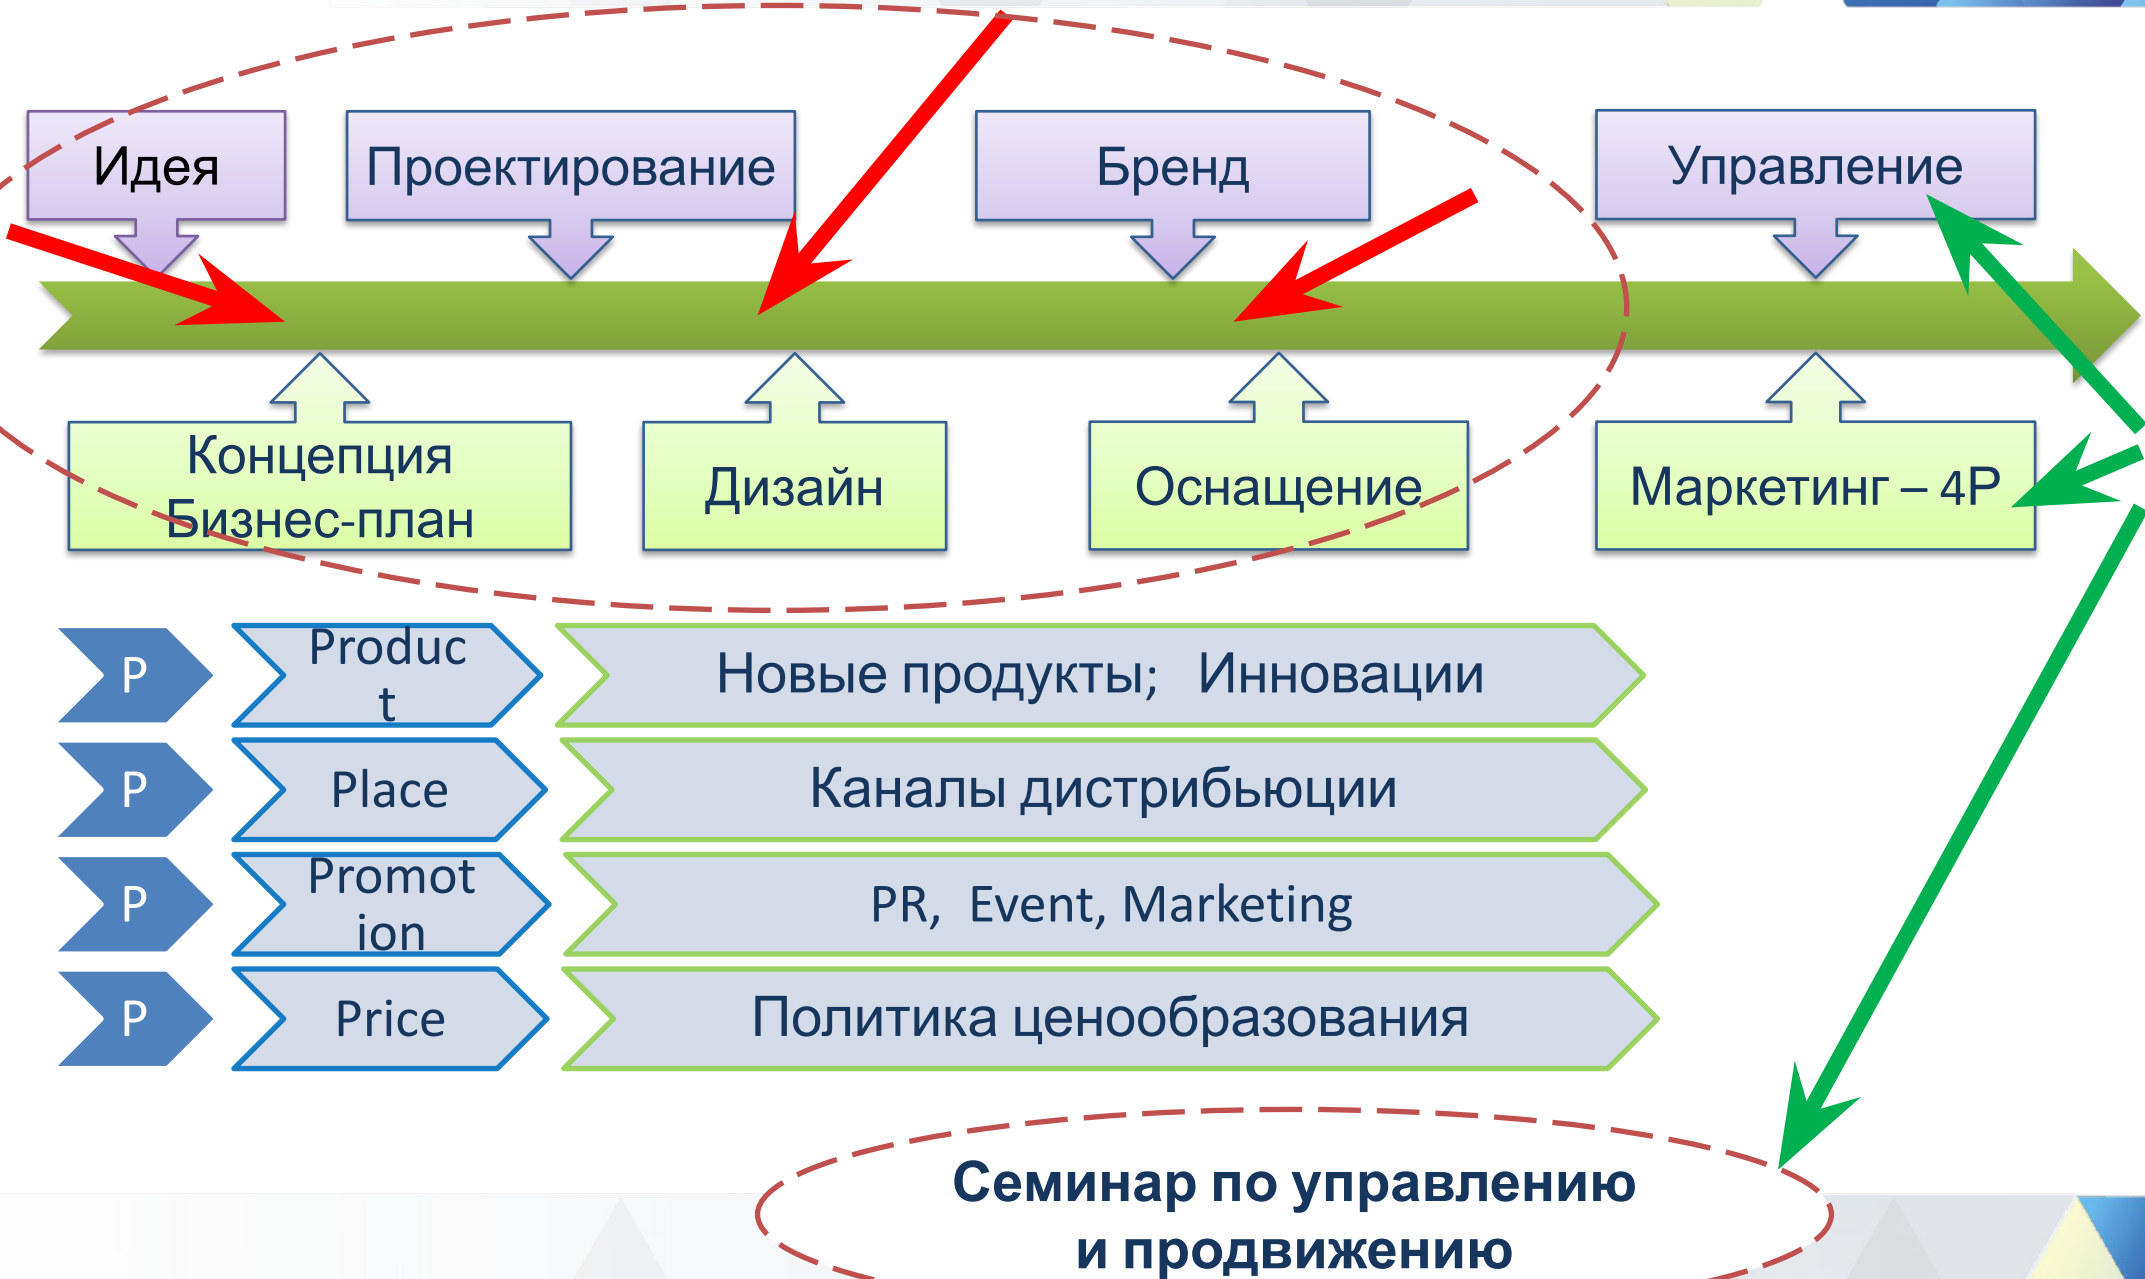 Идея
Проектирование
Бренд
Управление
Концепция
Бизнес-план
Дизайн
Оснащение
Маркетинг – 4Р
P
Produc
t
Новые продукты; Инновации
P
Place
Каналы дистрибьюции
P
Promot
ion
PR, Event, Marketing
P
Price
Политика ценообразования
Семинар по управлению
и продвижению